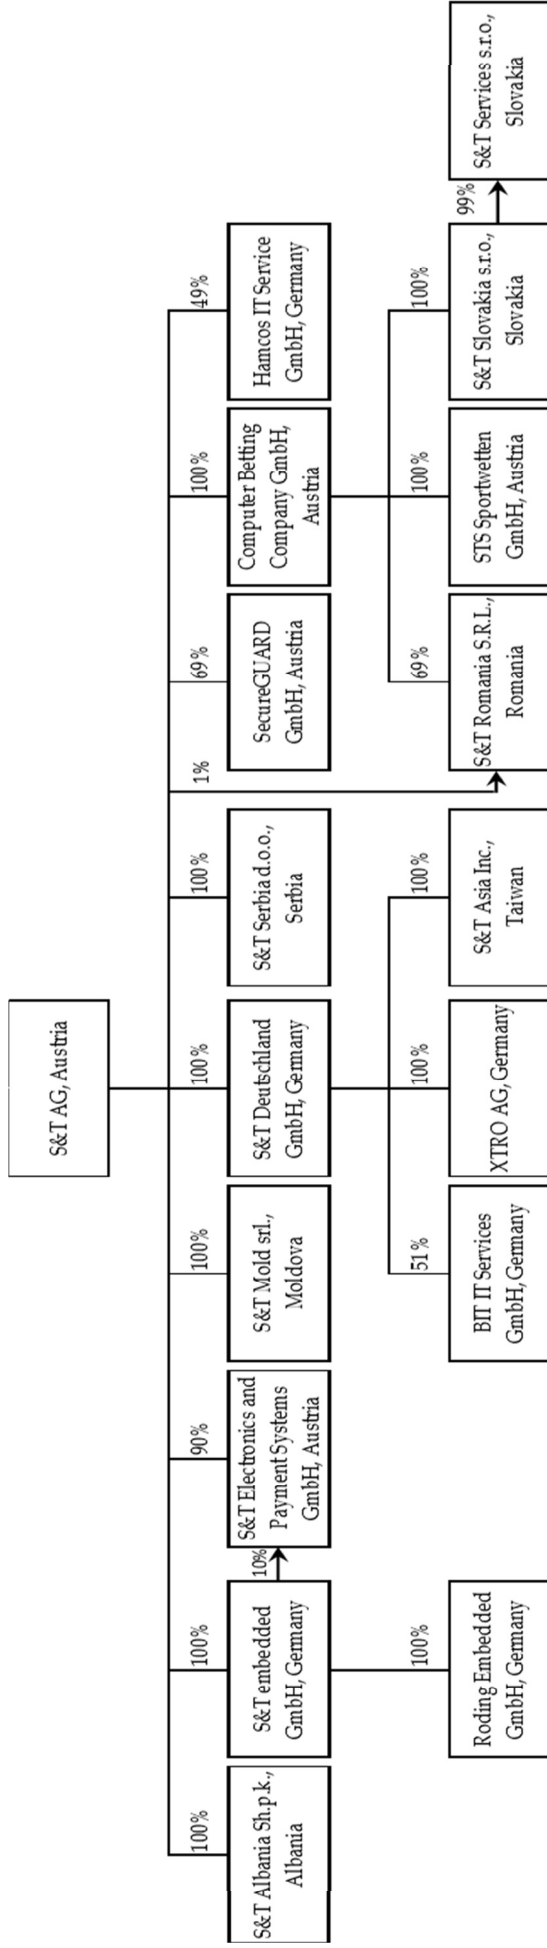 S&T AG, Austria
100%
S&T Albania Sh.p.k.,
Albania
100%
S&T embedded
GmbH, Germany
10%
90%
S&T Electronics and
Payment Systems
GmbH, Austria
100%
S&T Mold srl.,
Moldova
100%
S&T Deutschland
GmbH, Germany
100%
S&T Serbia d.o.o.,
Serbia
1%
69%
SecureGUARD
GmbH, Austria
100%
Computer Betting
Company GmbH,
Austria
49%
Hamcos IT Service
GmbH, Germany
100%
Roding Embedded
GmbH, Germany
51%
BIT IT Services
GmbH, Germany
100%
XTRO AG, Germany
100%
S&T Asia Inc.,
Taiwan
69%
S&T Romania S.R.L.,
Romania
100%
STS Sportwetten
GmbH, Austria
100%
S&T Slovakia s.r.o.,
Slovakia
99%
S&T Services s.r.o.,
Slovakia